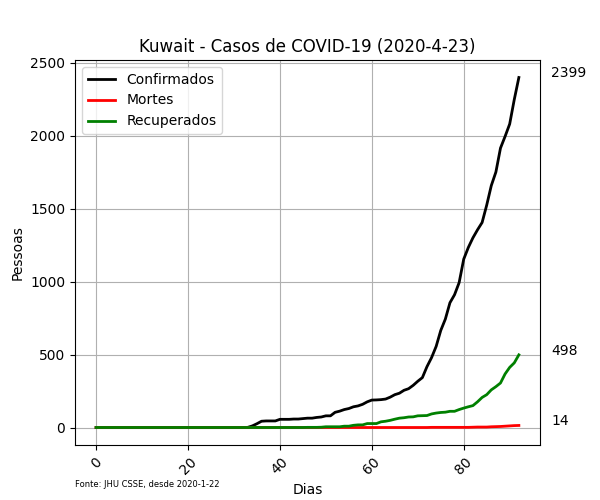 Kuwait - Casos de COVID-19 (2020-4-23)
Confirmados
Mortes
Recuperados
2500
2000
1500
1000
500
0
Pessoas
2399
498
14
0
20
40
60
80
Dias
Fonte: JHU CSSE, desde 2020-1-22